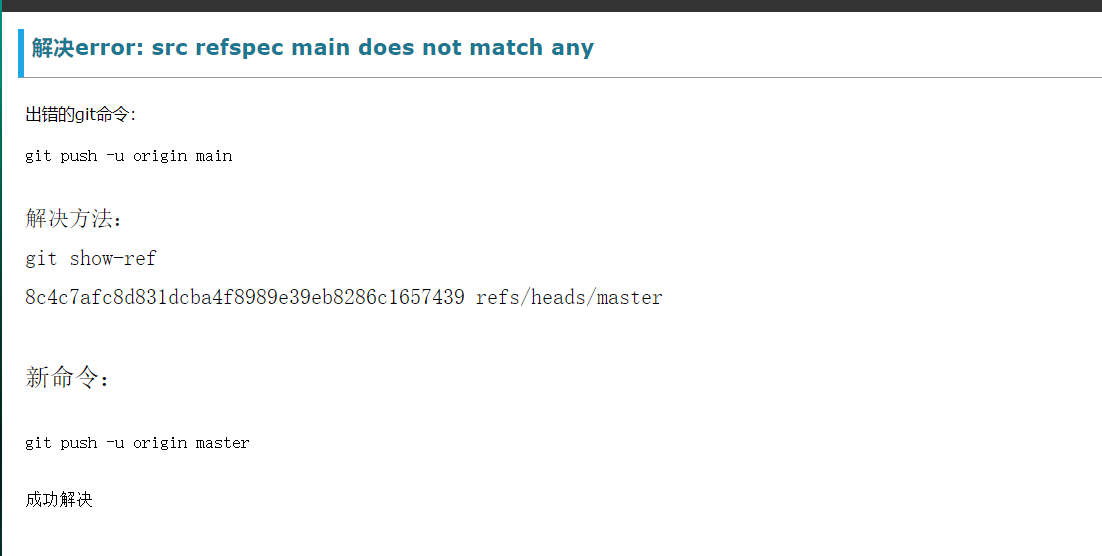 解决error: src refspec main does not match any
出错的git命令：
git push -u origin main
解决方法：
git show-ref
8c4c7afc8d831dcba4f8989e39eb8286c1657439 refs/heads/master
新命令：
git push -u origin master
成功解决